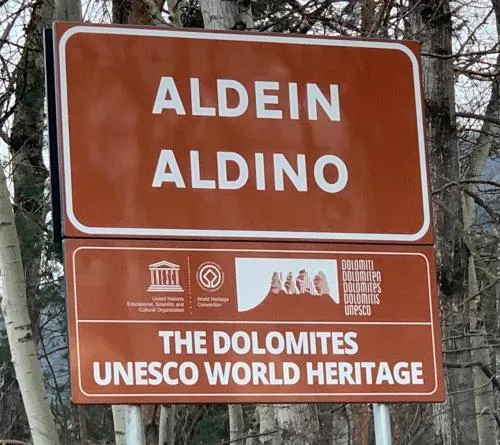 ALDEIN
ALDINO
United Nations
Educational, Scientific and
Cultural Organization
World Heritage
Convention
DOLOMITI
DOLOMITEN
DOLOMITES
DOLOMITIS
UNESCO
THE DOLOMITES
UNESCO WORLD HERITAGE